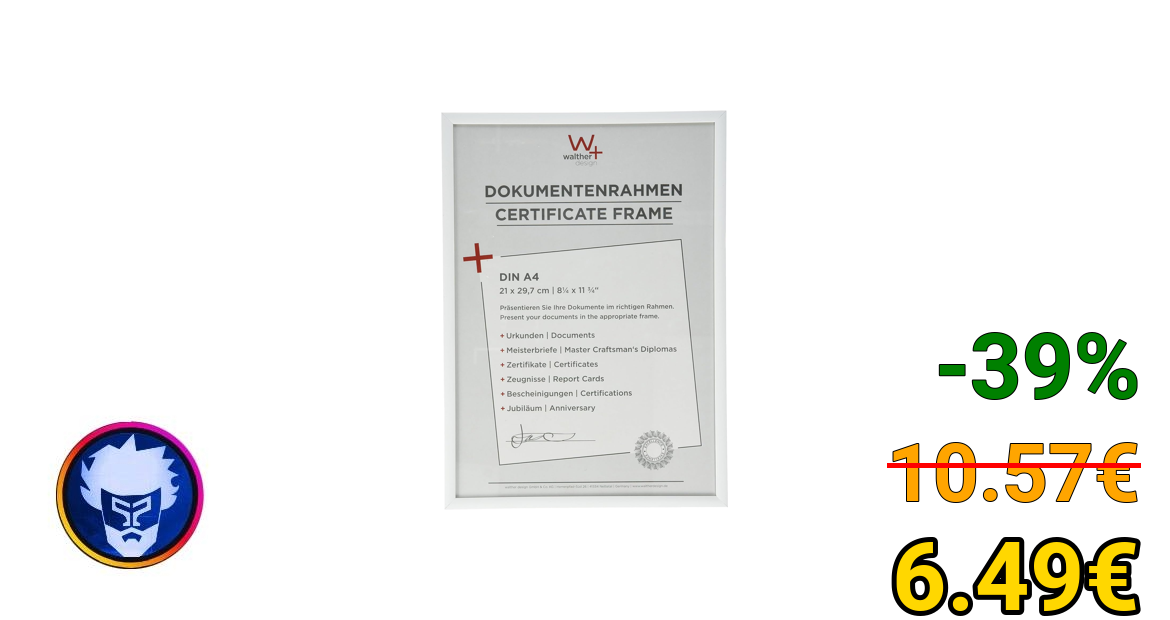 W+
walther
design
DOKUMENTENRAHMEN
CERTIFICATE FRAME
DIN A4
21 x 29,7 cm | 8¼ x 11 ¾"
Präsentieren Sie Ihre Dokumente im richtigen Rahmen.
Present your documents in the appropriate frame.
+ Urkunden | Documents
+ Meisterbriefe | Master Craftsman's Diplomas
+ Zertifikate | Certificates
+ Zeugnisse | Report Cards
+ Bescheinigungen | Certifications
+ Jubiläum | Anniversary
-39%
10.57€
6.49€